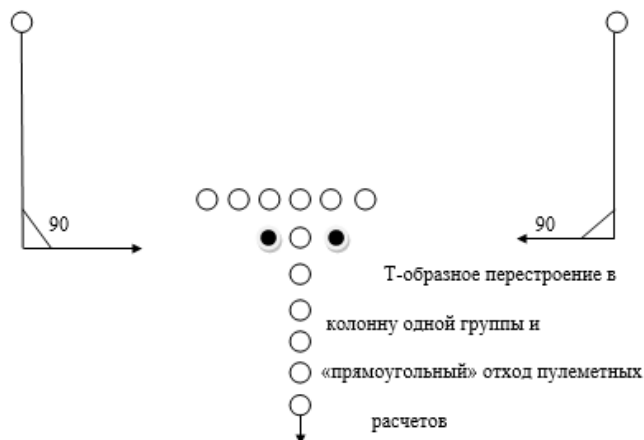 90
90
Т-образное перестроение в
колонну одной группы и
«прямоугольный» отход пулеметных
расчетов